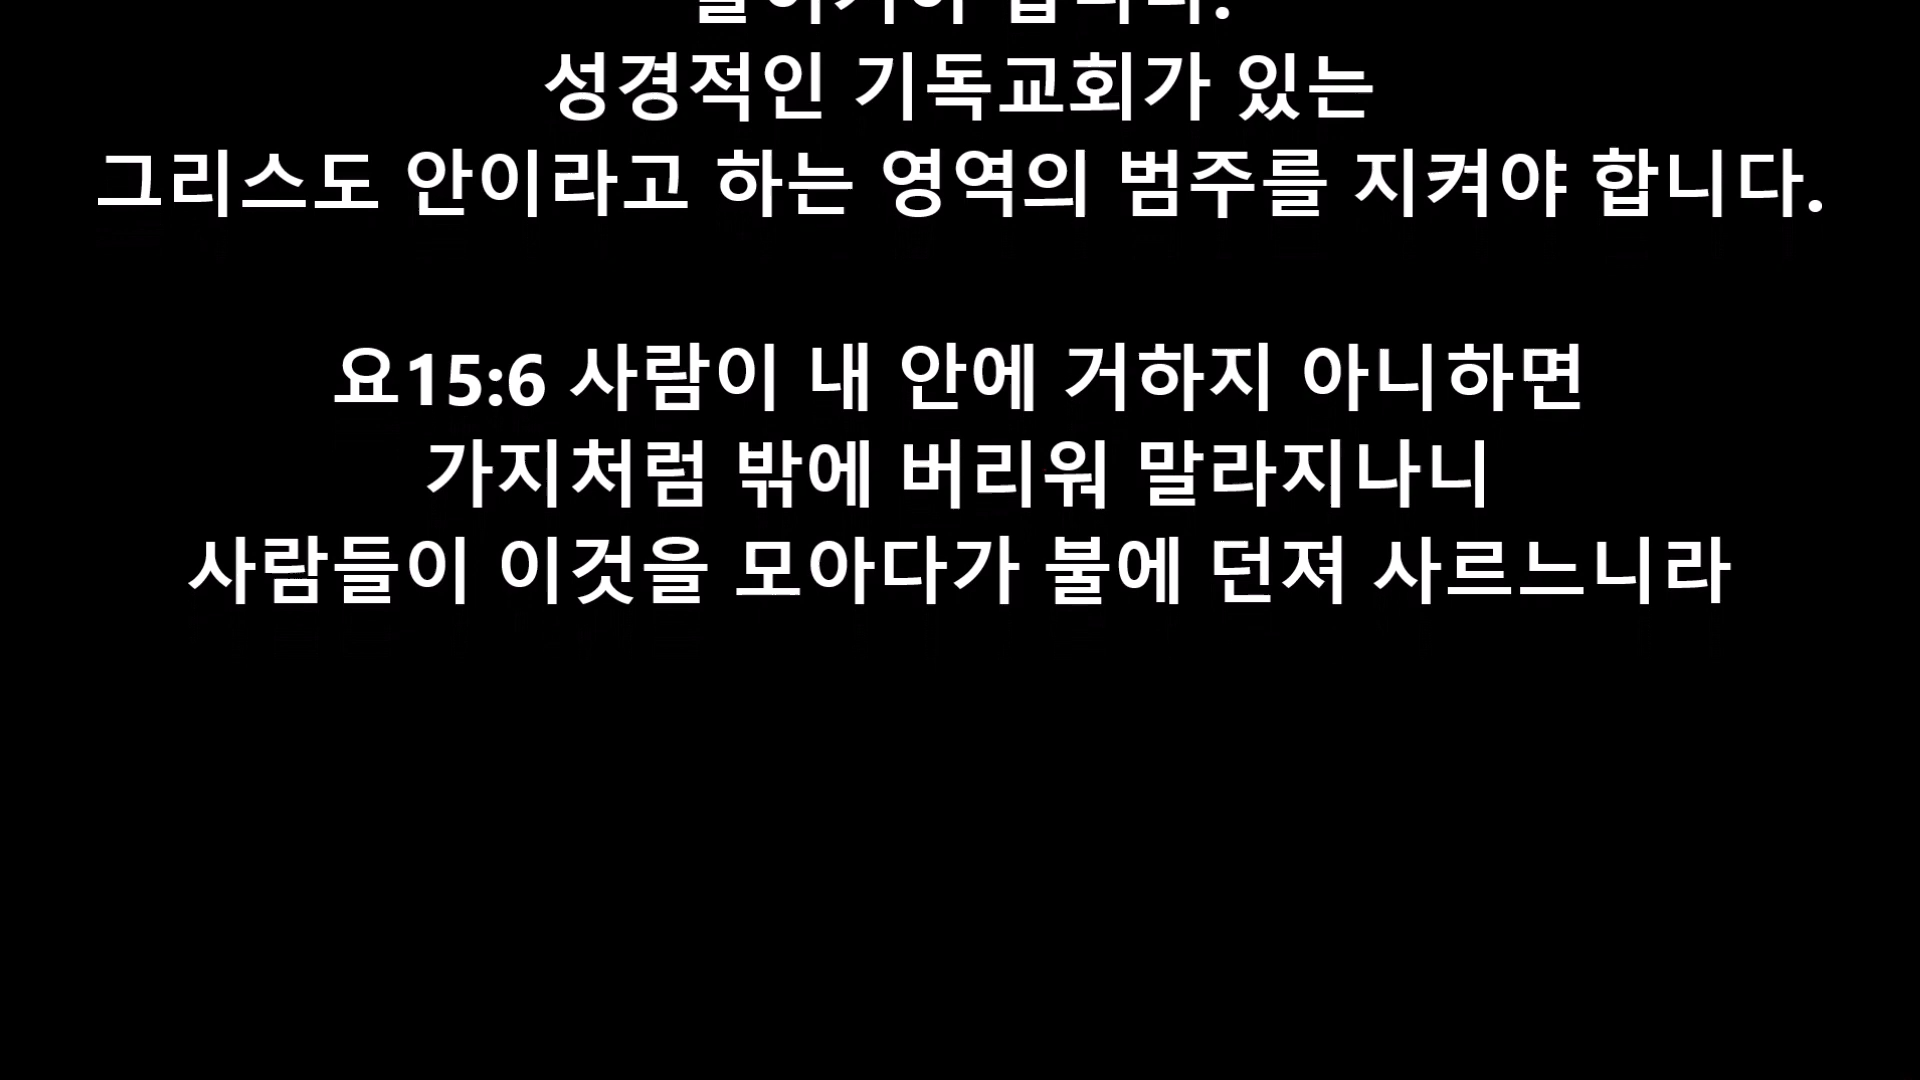 합니다.
성경적인 기독교회가 있는
그리스도 안이라고 하는 영역의 범주를 지켜야 합니다.
요15:6 사람이 내 안에 거하지 아니하면
가지처럼 밖에 버리워 말라지나니
사람들이 이것을 모아다가 불에 던져 사르느니라